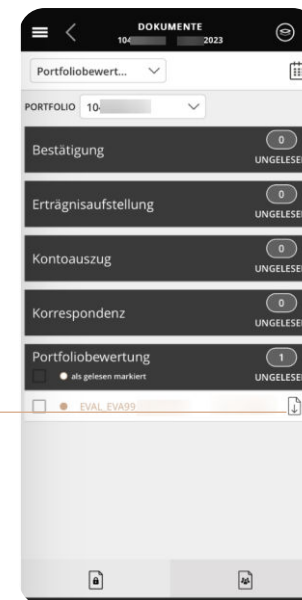 DOKUMENTE
104 2023
Portfoliobewert...
PORTFOLIO 10
Bestätigung
0
UNGELESEN
Erträgnisaufstellung
0
UNGELESEN
Kontoauszug
0
UNGELESEN
Korrespondenz
0
UNGELESEN
Portfoliobewertung
1
als gelesen markiert
UNGELESEN
EVAL_EVA99